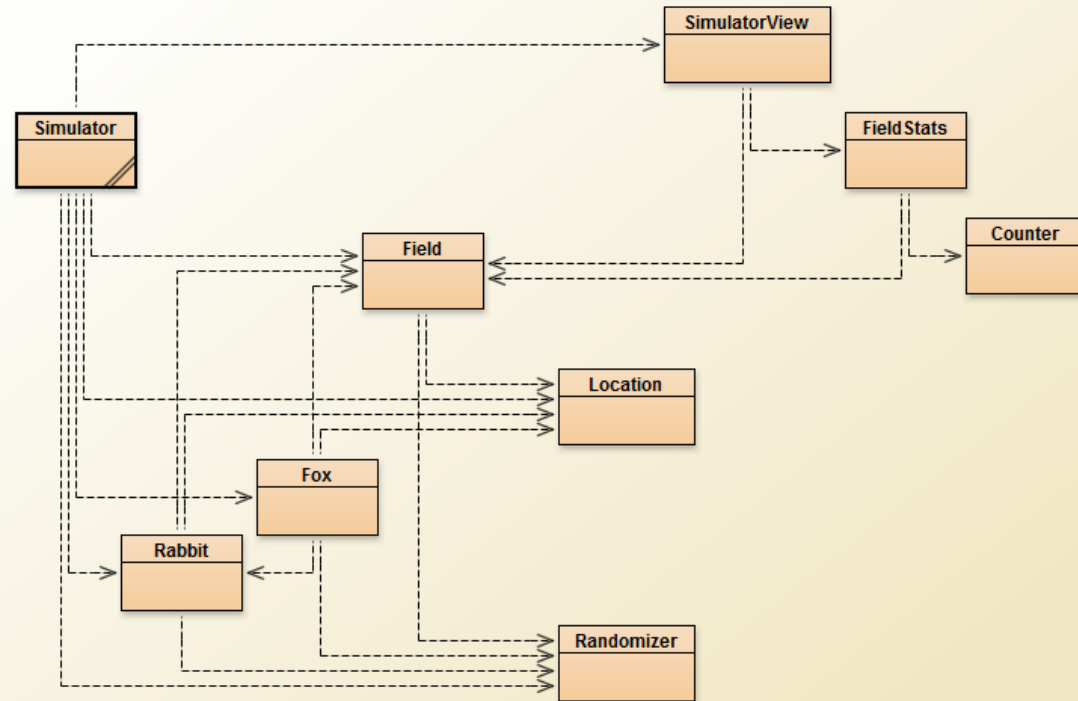 SimulatorView
Simulator
FieldStats
Counter
Field
Location
Fox
Rabbit
Randomizer